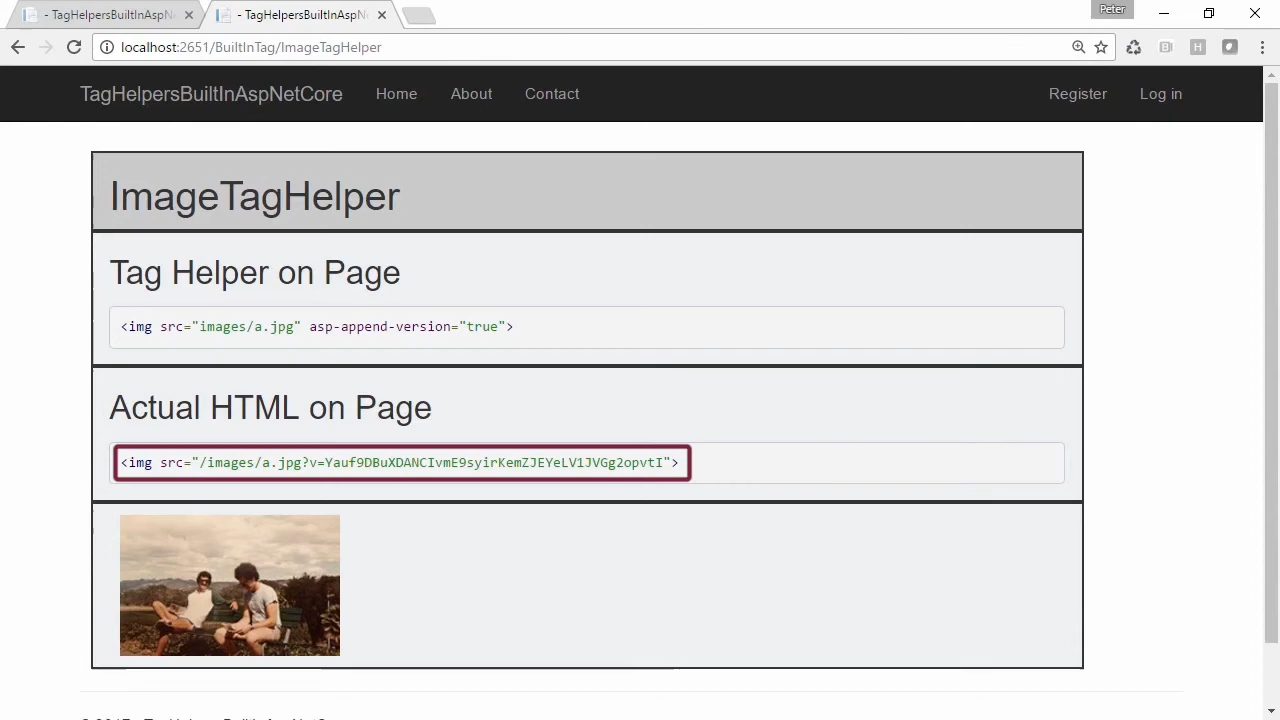 - TagHelpersBuiltInAspN
- TagHelpersBuiltInAspN
Peter
localhost:2651/BuiltInTag/ImageTagHelper
TagHelpersBuiltInAspNetCore Home About Contact Register Log in
ImageTagHelper
Tag Helper on Page
<img src="images/a.jpg" asp-append-version="true">
Actual HTML on Page
<img src="/images/a.jpg?v=Yauf9DBuXDANCIvmE9syirKemZJEYeLV1JVGg2opvtI">